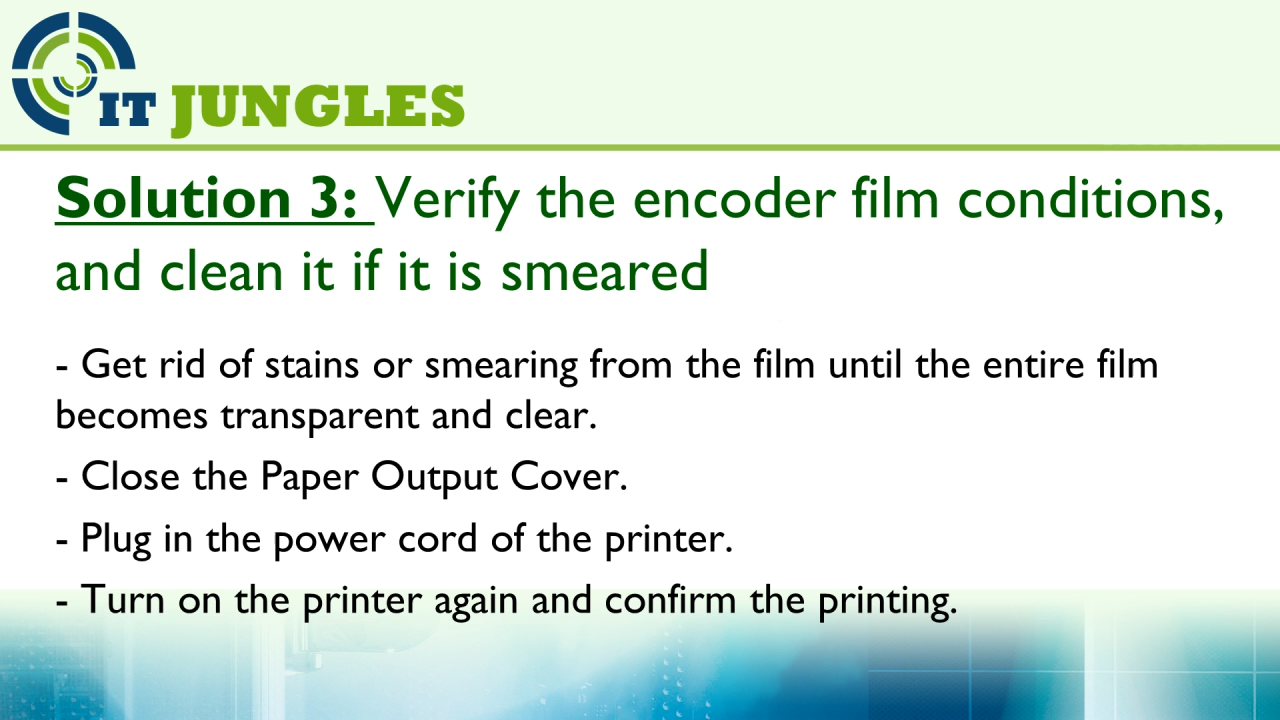 IT JUNGLES
Solution 3: Verify the encoder film conditions,
and clean it if it is smeared
- Get rid of stains or smearing from the film until the entire film
becomes transparent and clear.
- Close the Paper Output Cover.
- Plug in the power cord of the printer.
- Turn on the printer again and confirm the printing.